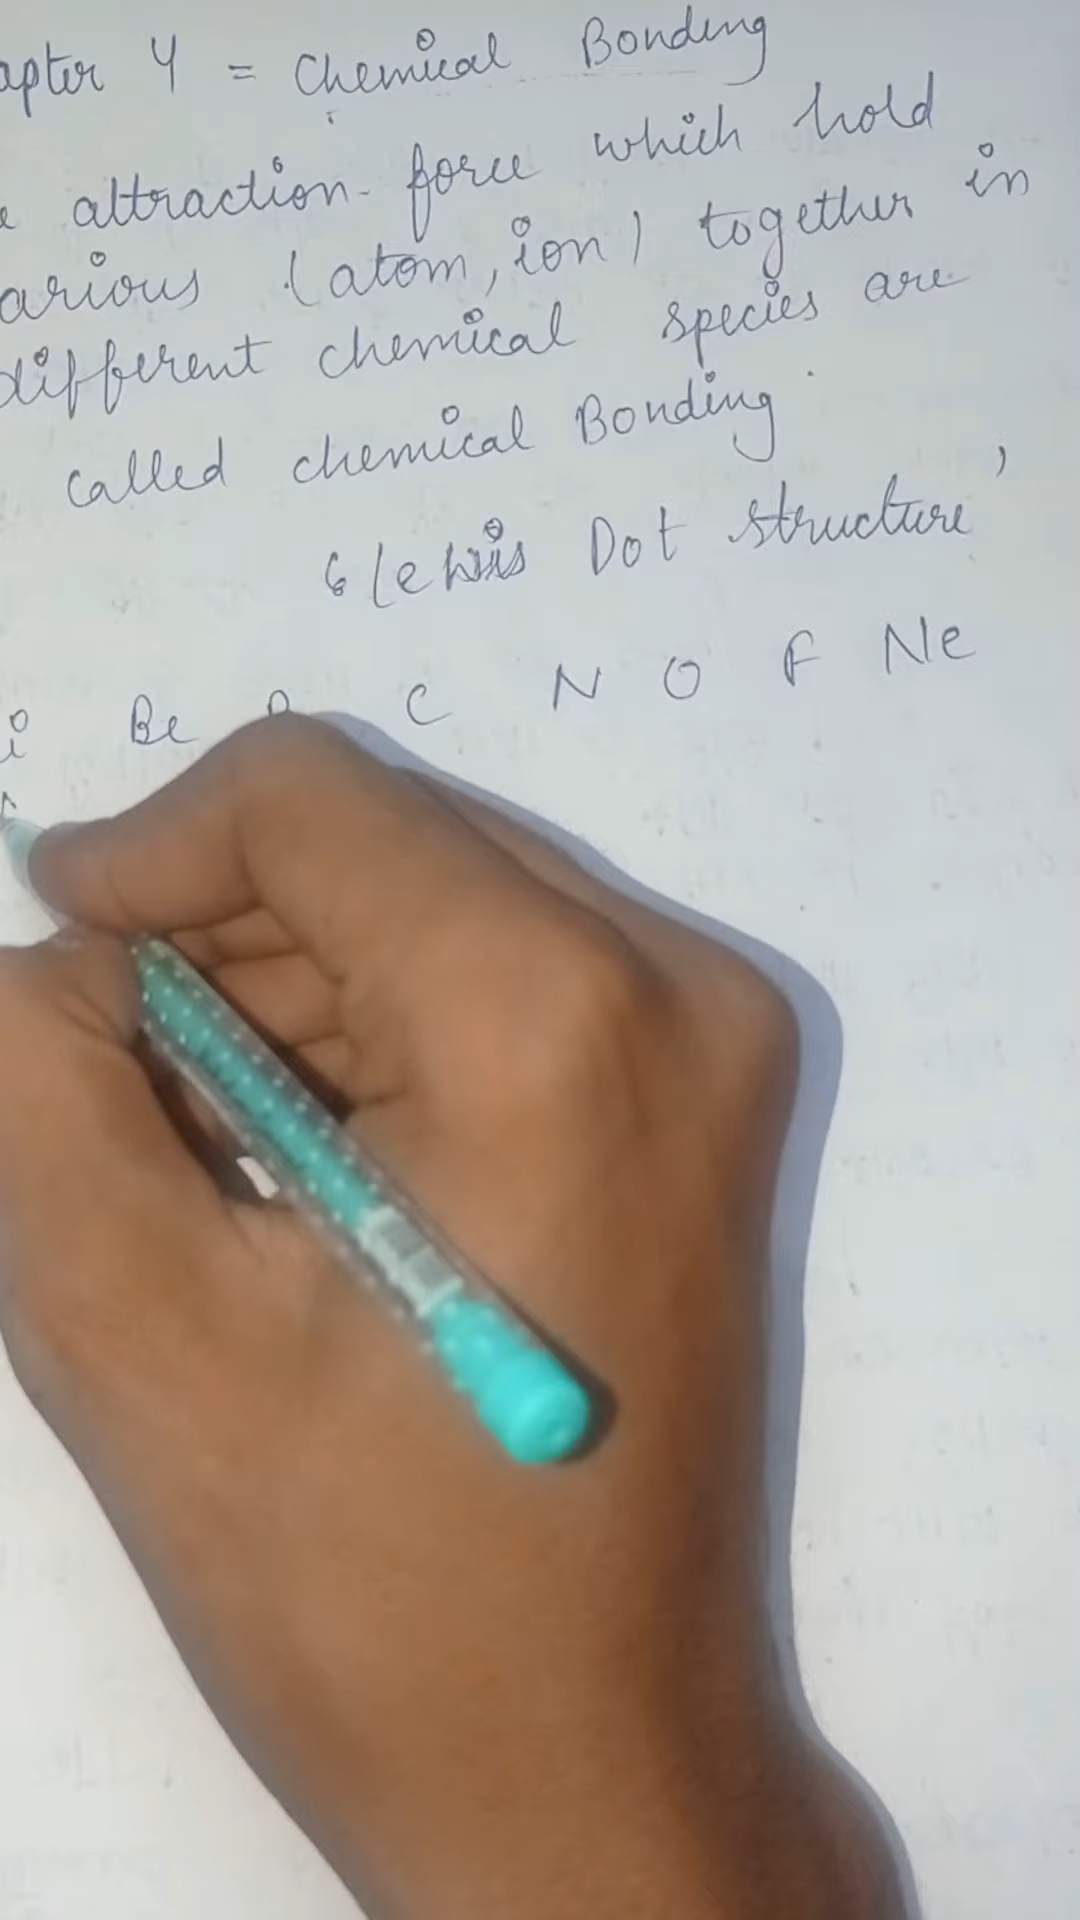 apter 4 = Chemical Bonding
e attraction force which hold
arious (atom, ion) together in
different chemical species are
called chemical Bonding
" Lewis Dot structure "
i Be B C N O F Ne